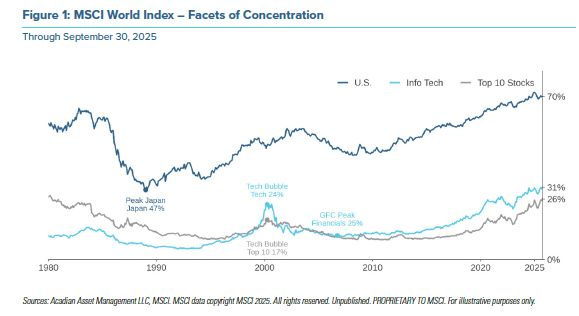 Figure 1: MSCI World Index – Facets of Concentration
Through September 30, 2025
U.S.
Info Tech
Top 10 Stocks
70%
Tech Bubble
Tech 24%
31%
26%
Peak Japan
Japan 47%
GFC Peak
Financials 25%
Tech Bubble
Top 10 17%
0%
1980
1990
2000
2010
2020
2025
Sources: Acadian Asset Management LLC, MSCI. MSCI data copyright MSCI 2025. All rights reserved. Unpublished. PROPRIETARY TO MSCI. For illustrative purposes only.